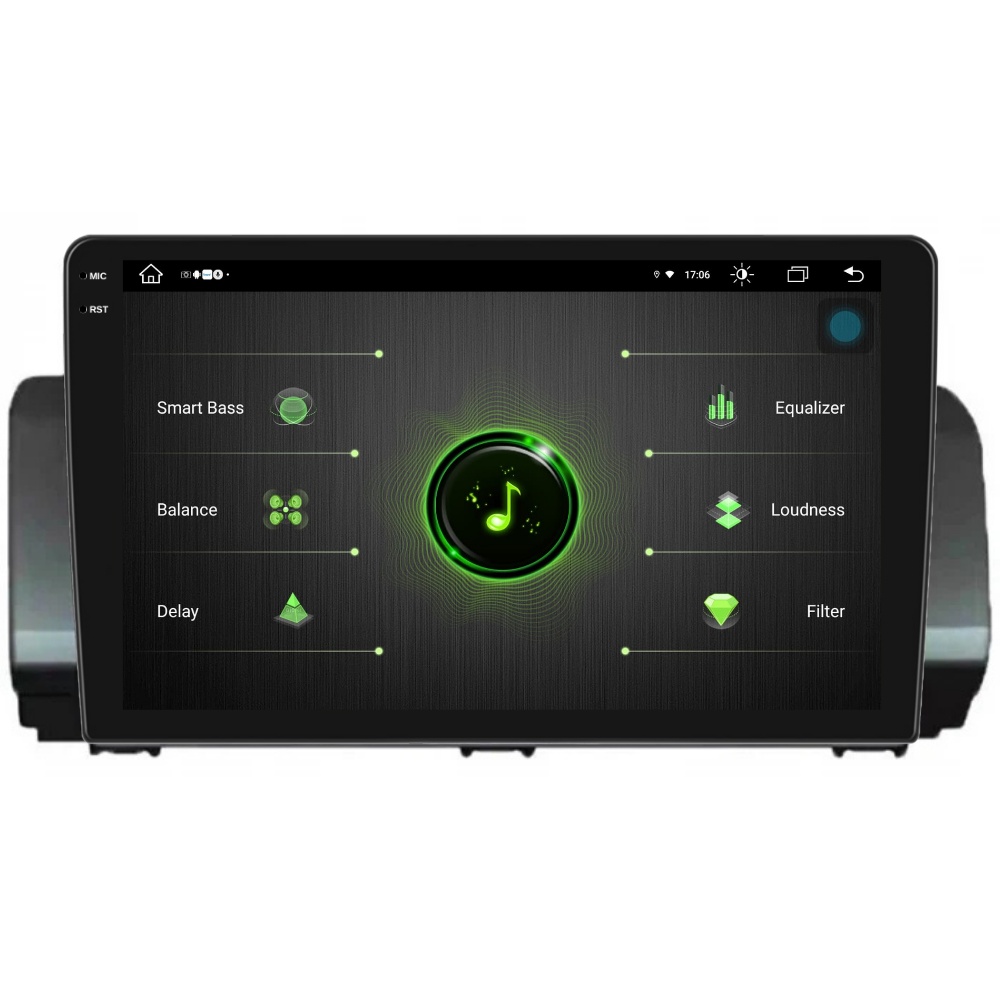 MIC
17:06
RST
Smart Bass
Equalizer
Balance
Loudness
Delay
Filter